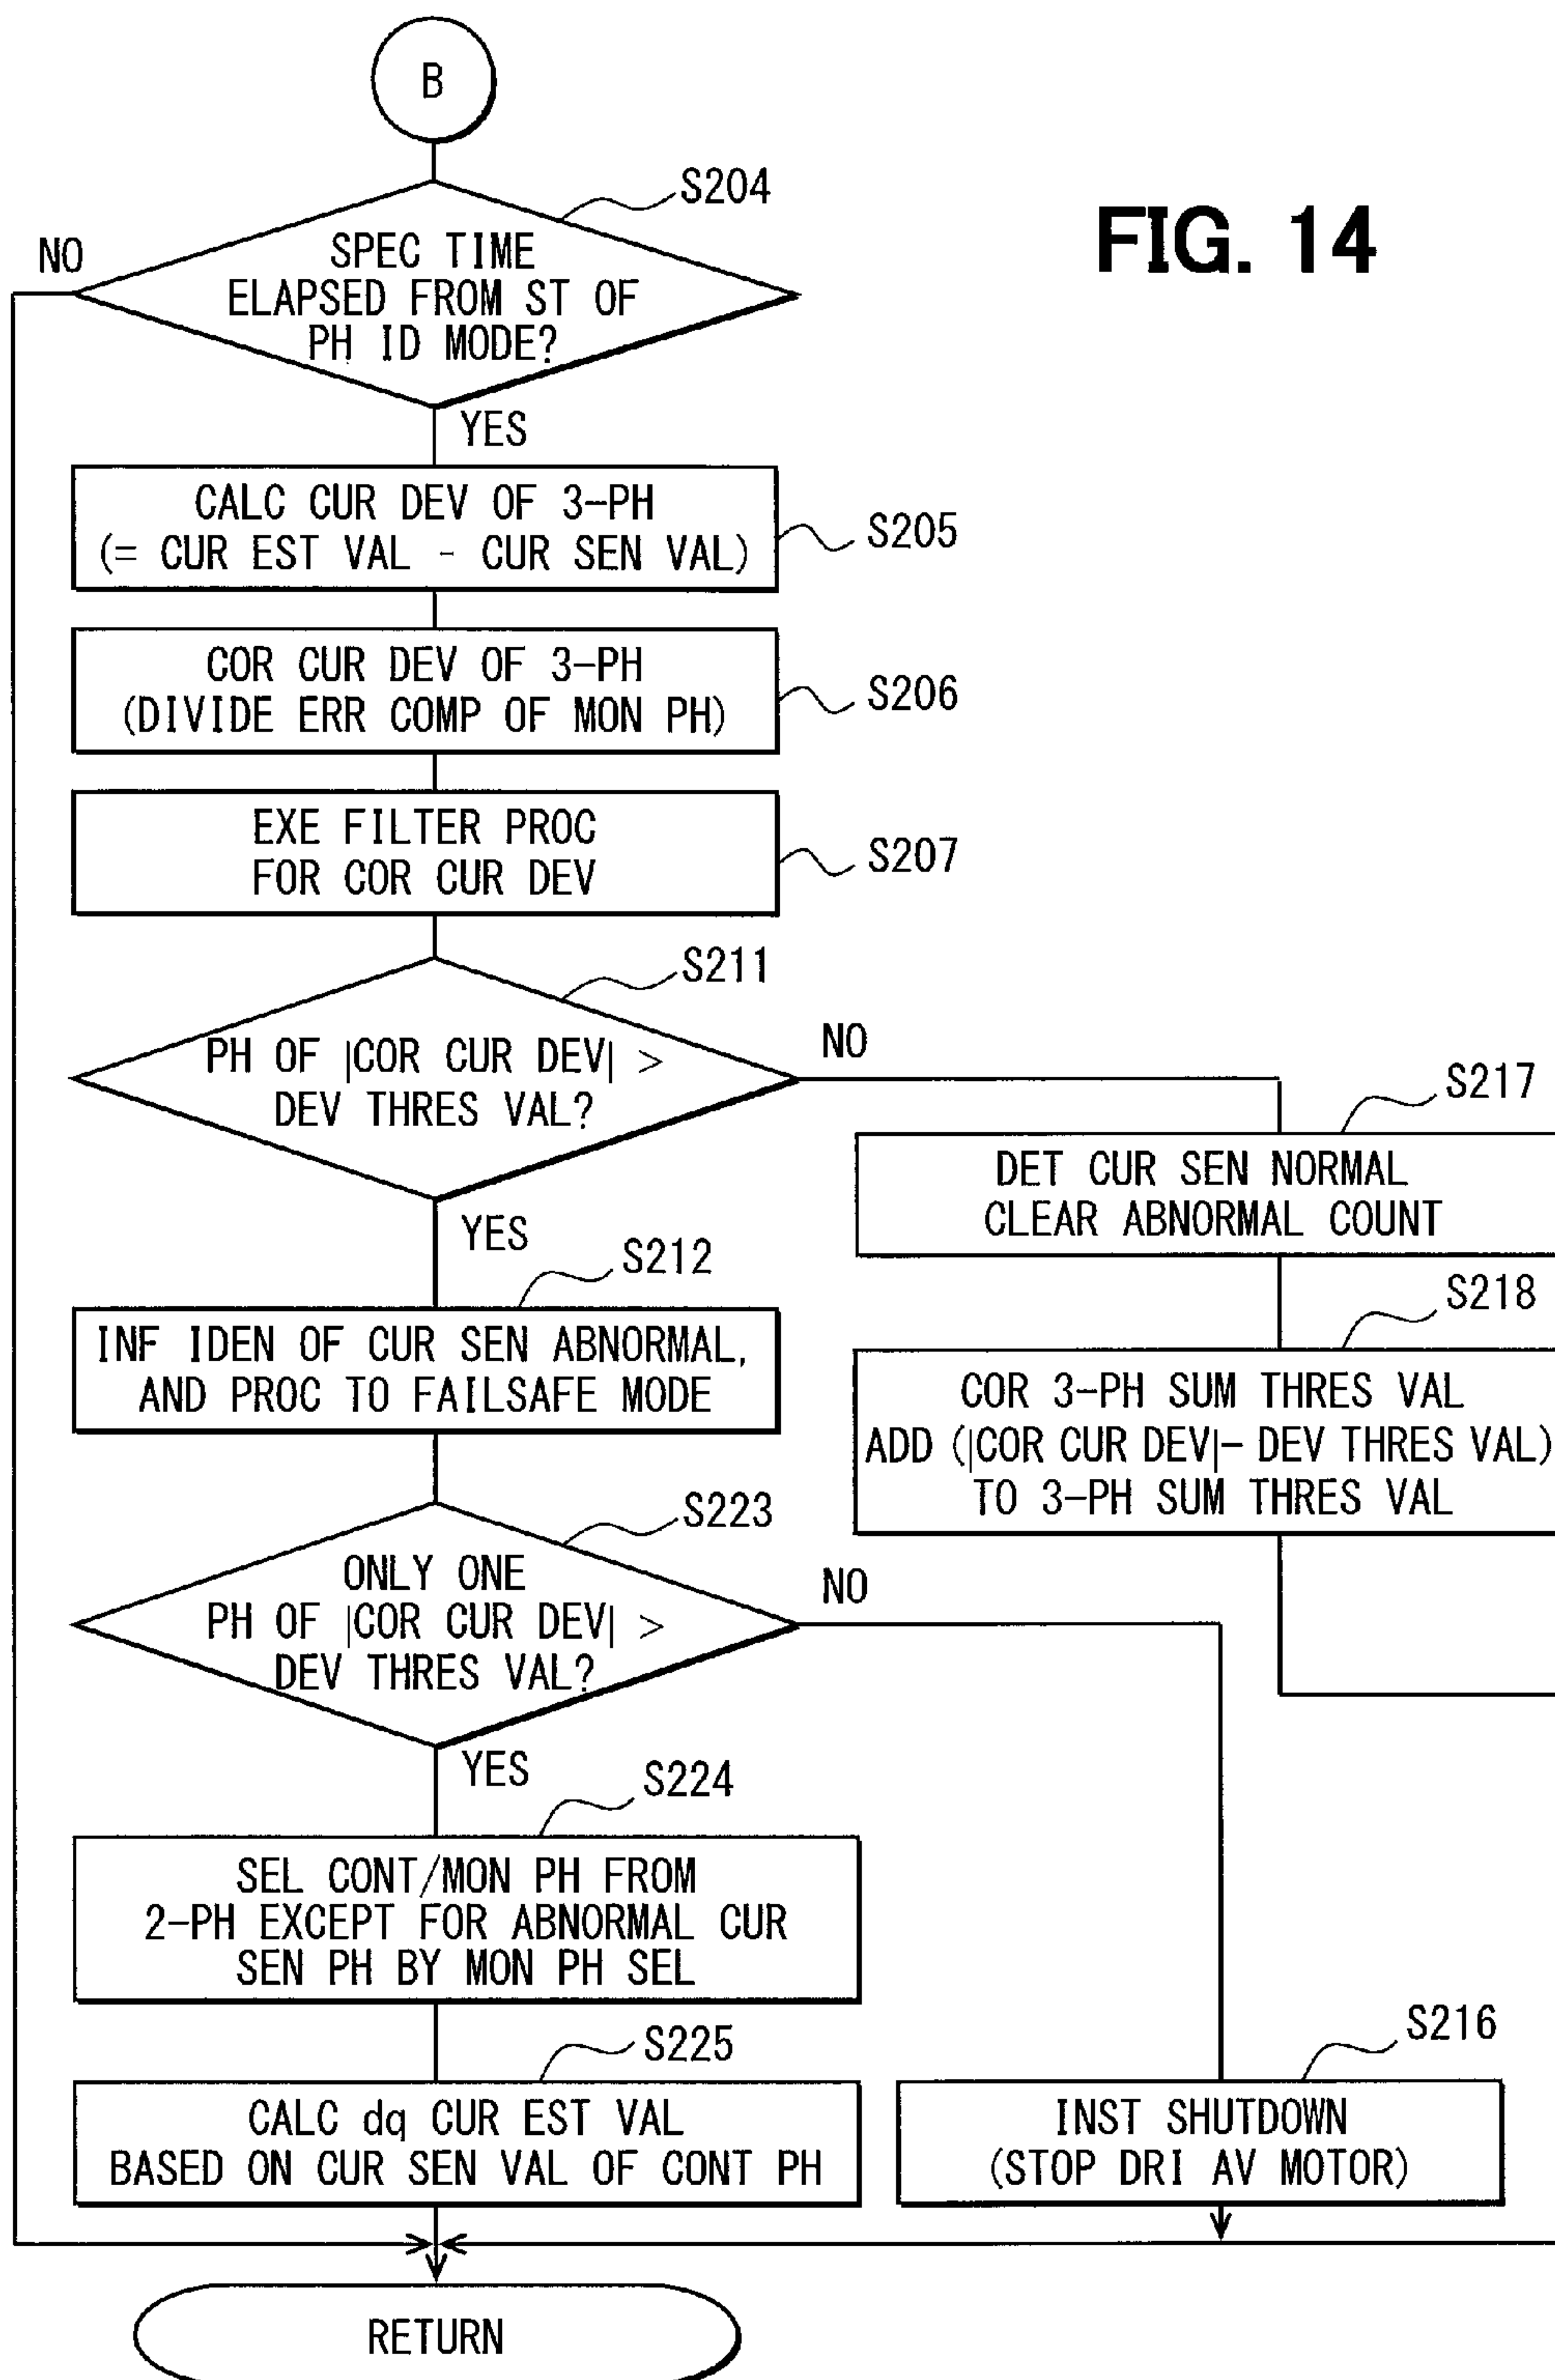 B
S204
FIG. 14
NO
SPEC TIME
ELAPSED FROM ST OF
PH ID MODE?
YES
CALC CUR DEV OF 3-PH
(= CUR EST VAL - CUR SEN VAL)
S205
COR CUR DEV OF 3-PH
(DIVIDE ERR COMP OF MON PH)
S206
EXE FILTER PROC
FOR COR CUR DEV
S207
S211
PH OF |COR CUR DEV| >
DEV THRES VAL?
NO
YES
S217
DET CUR SEN NORMAL
CLEAR ABNORMAL COUNT
S212
INF IDEN OF CUR SEN ABNORMAL,
AND PROC TO FAILSAFE MODE
S218
COR 3-PH SUM THRES VAL
ADD (|COR CUR DEV|- DEV THRES VAL)
TO 3-PH SUM THRES VAL
S223
ONLY ONE
PH OF |COR CUR DEV| >
DEV THRES VAL?
NO
YES
S224
SEL CONT/MON PH FROM
2-PH EXCEPT FOR ABNORMAL CUR
SEN PH BY MON PH SEL
S225
CALC dq CUR EST VAL
BASED ON CUR SEN VAL OF CONT PH
S216
INST SHUTDOWN
(STOP DRI AV MOTOR)
RETURN